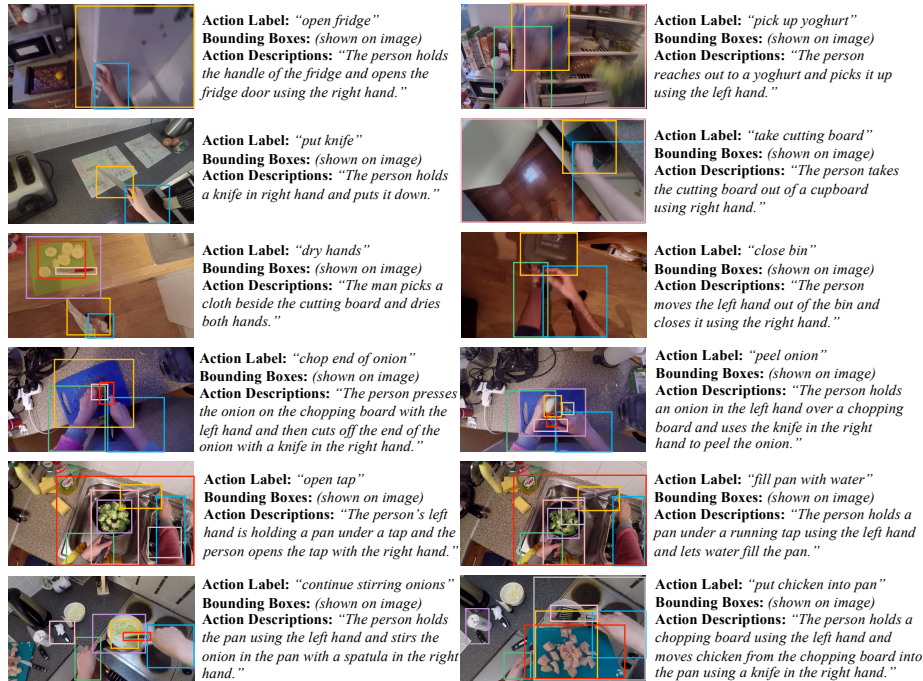 Action Label: “open fridge”
Bounding Boxes: (shown on image)
Action Descriptions: “The person holds
the handle of the fridge and opens the
fridge door using the right hand.”
Action Label: “pick up yoghurt”
Bounding Boxes: (shown on image)
Action Descriptions: “The person
reaches out to a yoghurt and picks it up
using the left hand.”
Action Label: “put knife”
Bounding Boxes: (shown on image)
Action Descriptions: “The person holds
a knife in right hand and puts it down.”
Action Label: “take cutting board”
Bounding Boxes: (shown on image)
Action Descriptions: “The person takes
the cutting board out of a cupboard
using right hand.”
Action Label: “dry hands”
Bounding Boxes: (shown on image)
Action Descriptions: “The man picks a
cloth beside the cutting board and dries
both hands.”
Action Label: “close bin”
Bounding Boxes: (shown on image)
Action Descriptions: “The person
moves the left hand out of the bin and
closes it using the right hand.”
Action Label: “chop end of onion”
Bounding Boxes: (shown on image)
Action Descriptions: “The person presses
the onion on the chopping board with the
left hand and then cuts off the end of the
onion with a knife in the right hand.”
Action Label: “peel onion”
Bounding Boxes: (shown on image)
Action Descriptions: “The person holds
an onion in the left hand over a chopping
board and uses the knife in the right
hand to peel the onion.”
Action Label: “open tap”
Bounding Boxes: (shown on image)
Action Descriptions: “The person’s left
hand is holding a pan under a tap and the
person opens the tap with the right hand.”
Action Label: “fill pan with water”
Bounding Boxes: (shown on image)
Action Descriptions: “The person holds a
pan under a running tap using the left hand
and lets water fill the pan.”
Action Label: “continue stirring onions”
Bounding Boxes: (shown on image)
Action Descriptions: “The person holds
the pan using the left hand and stirs the
onion in the pan with a spatula in the right
hand.”
Action Label: “put chicken into pan”
Bounding Boxes: (shown on image)
Action Descriptions: “The person holds a
chopping board using the left hand and
moves chicken from the chopping board into
the pan using a knife in the right hand.”